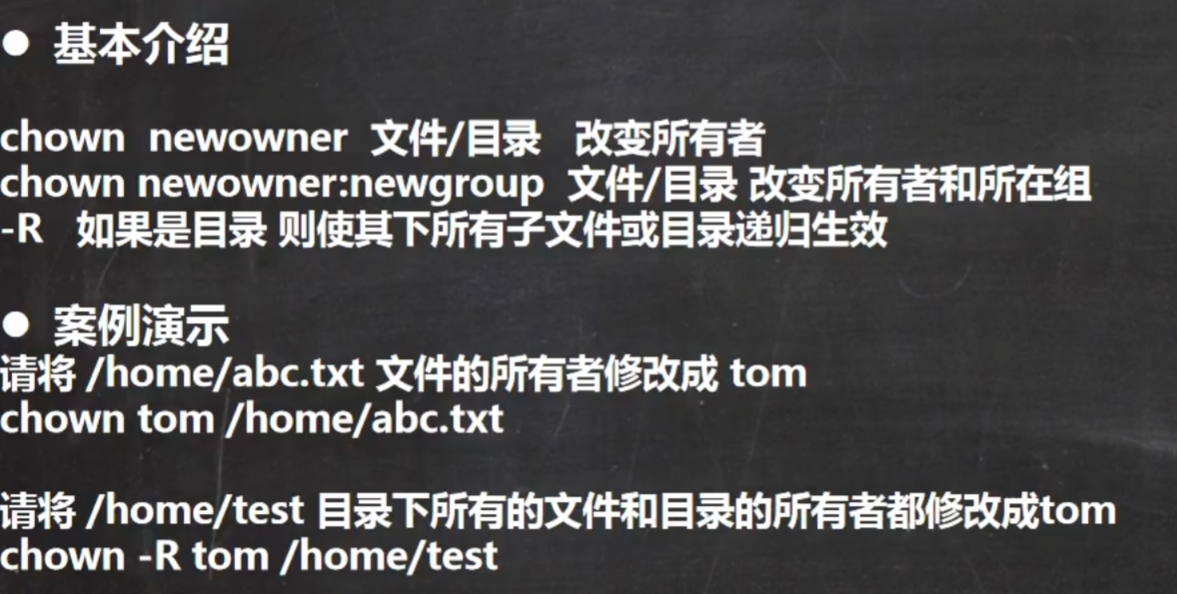 ● 基本介绍
chown newowner 文件/目录 改变所有者
chown newowner:newgroup 文件/目录 改变所有者和所在组
-R 如果是目录 则使其下所有子文件或目录递归生效
● 案例演示
请将 /home/abc.txt 文件的所有者修改成 tom
chown tom /home/abc.txt
请将 /home/test 目录下所有的文件和目录的所有者都修改成tom
chown -R tom /home/test